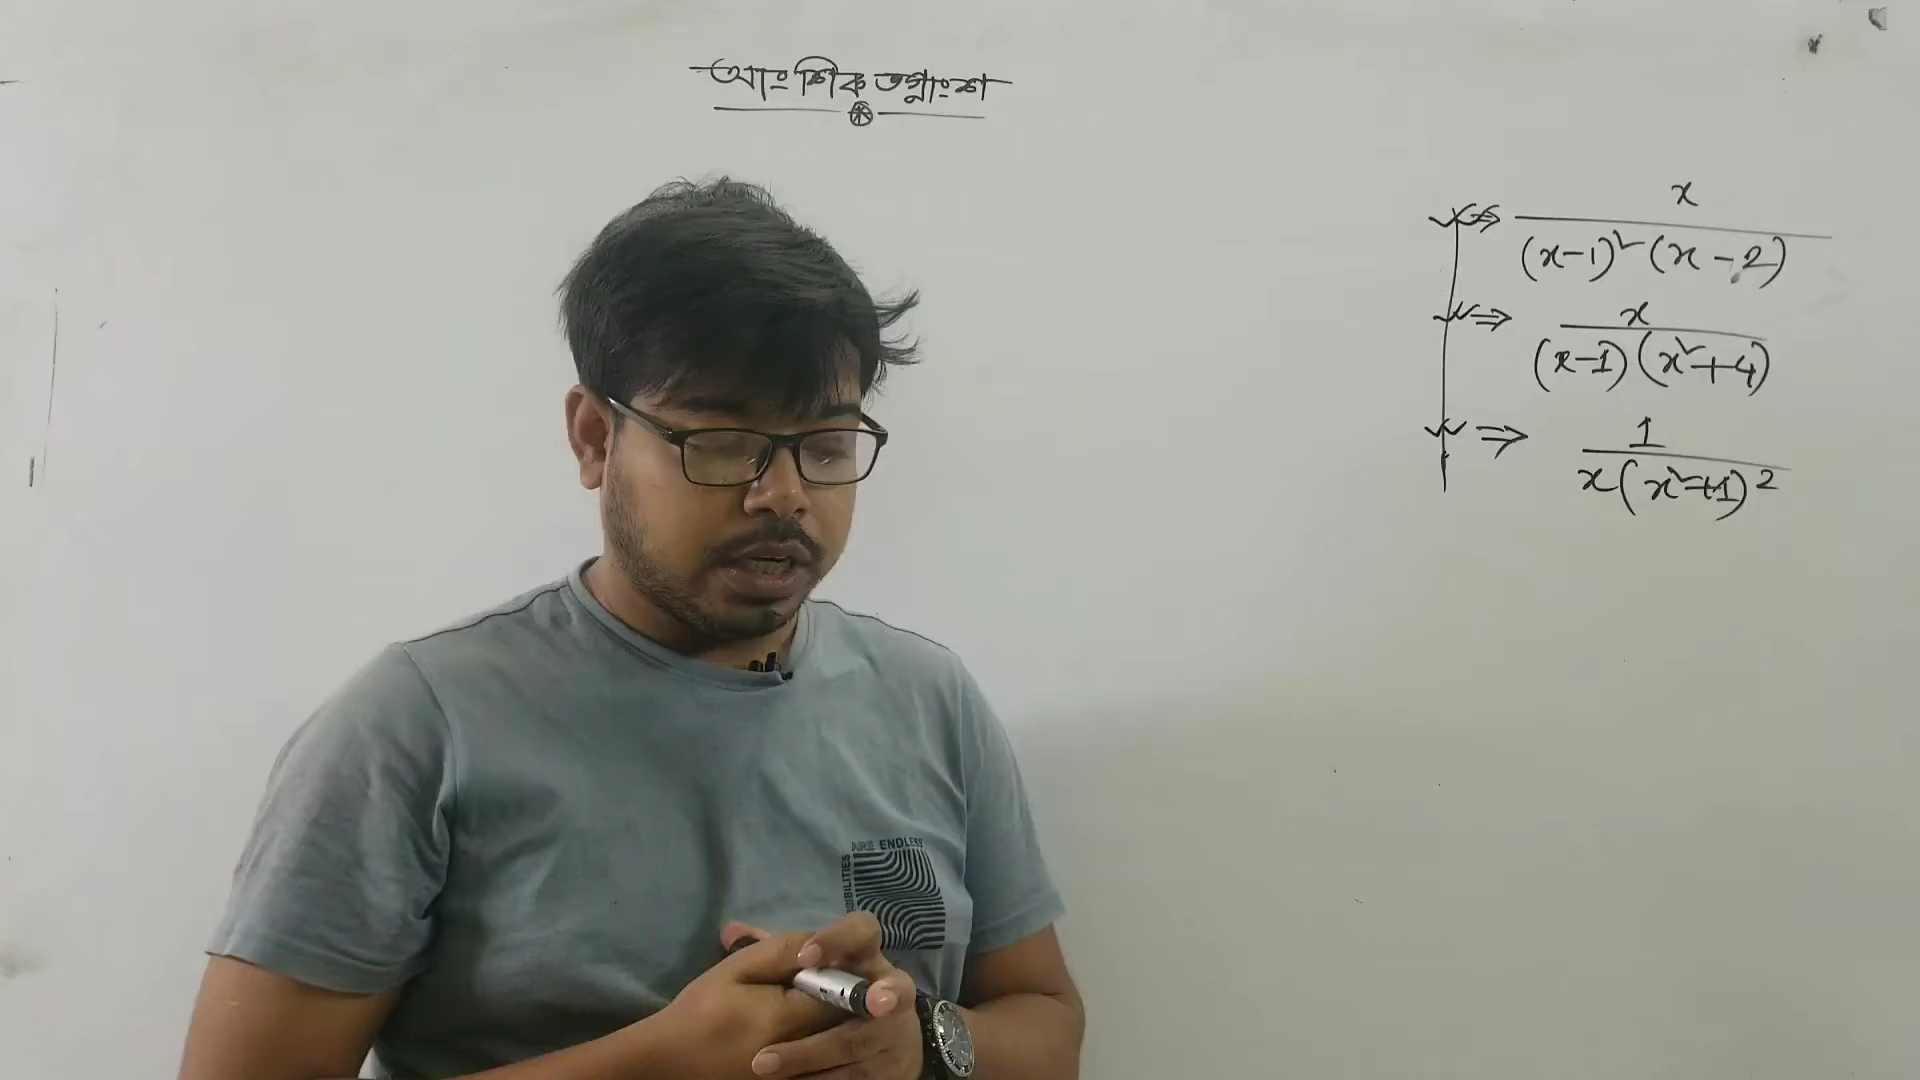 আংশিক ভগ্নাংশ
⇒ x / (x-1)² (x-2)
⇒ x / (x-1) (x²+4)
⇒ 1 / x(x²+1)²
ARE ENDLESS